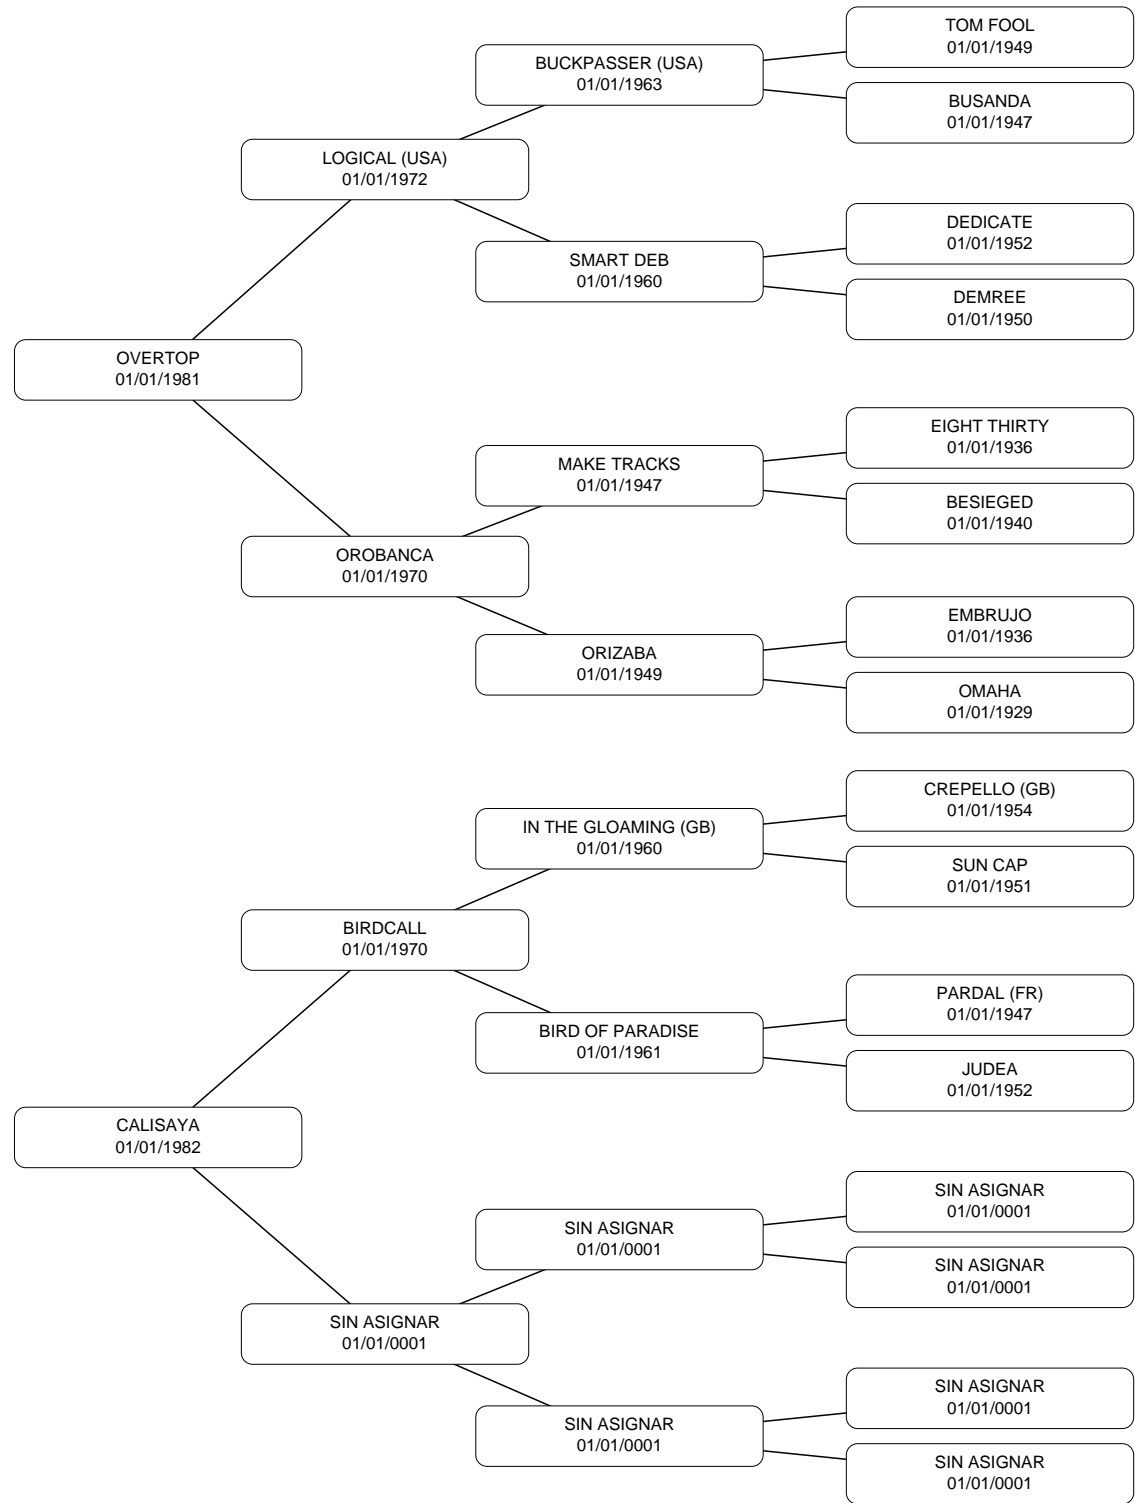 TOM FOOL
01/01/1949
BUCKPASSER (USA)
01/01/1963
BUSANDA
01/01/1947
LOGICAL (USA)
01/01/1972
DEDICATE
01/01/1952
SMART DEB
01/01/1960
DEMREE
01/01/1950
OVERTOP
01/01/1981
EIGHT THIRTY
01/01/1936
MAKE TRACKS
01/01/1947
BESIEGED
01/01/1940
OROBANCA
01/01/1970
EMBRUJO
01/01/1936
ORIZABA
01/01/1949
OMAHA
01/01/1929
CREPELLO (GB)
01/01/1954
IN THE GLOAMING (GB)
01/01/1960
SUN CAP
01/01/1951
BIRDCALL
01/01/1970
PARDAL (FR)
01/01/1947
BIRD OF PARADISE
01/01/1961
JUDEA
01/01/1952
CALISAYA
01/01/1982
SIN ASIGNAR
01/01/0001
SIN ASIGNAR
01/01/0001
SIN ASIGNAR
01/01/0001
SIN ASIGNAR
01/01/0001
SIN ASIGNAR
01/01/0001
SIN ASIGNAR
01/01/0001
SIN ASIGNAR
01/01/0001